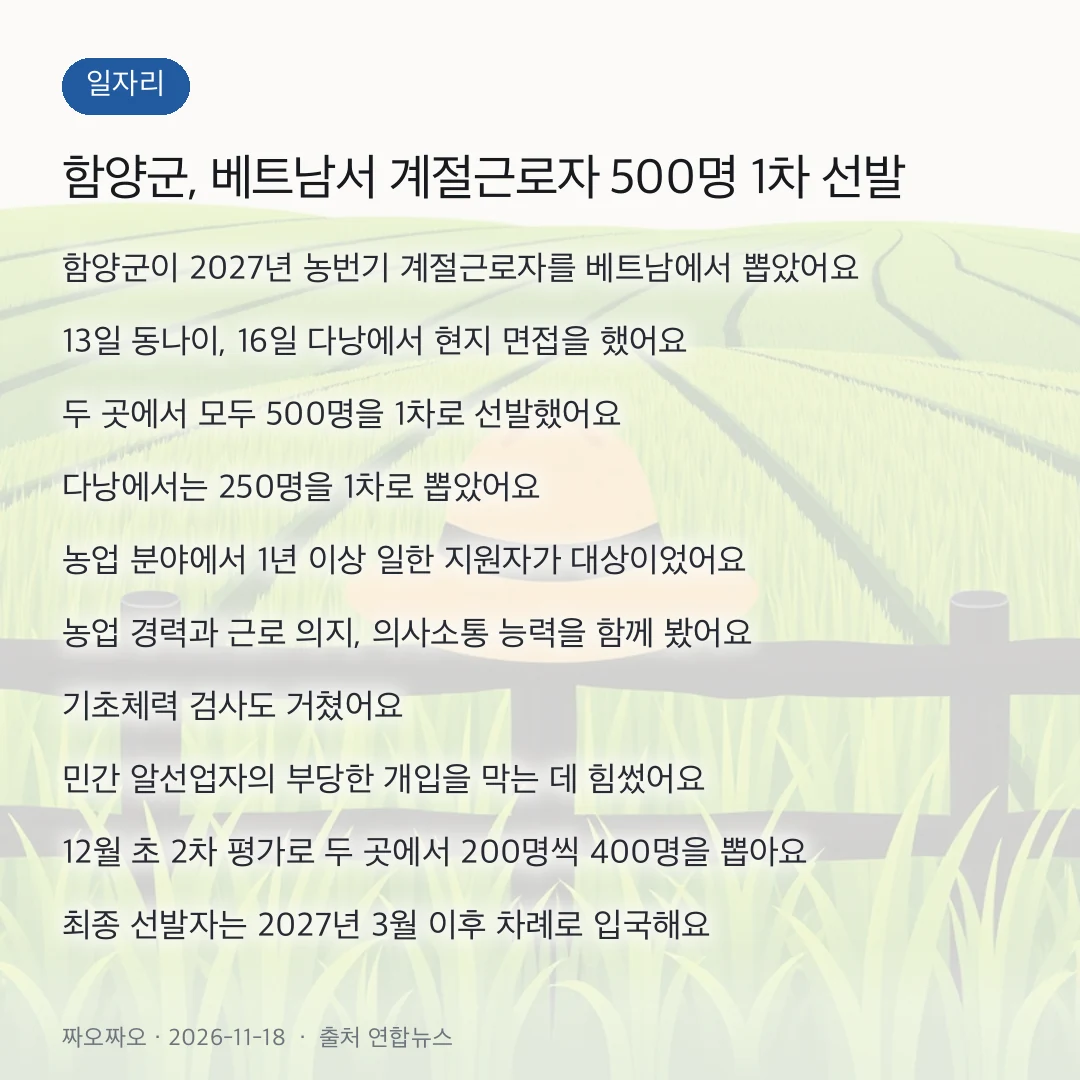 일자리
함양군, 베트남서 계절근로자 500명 1차 선발
함양군이 2027년 농번기 계절근로자를 베트남에서 뽑았어요
13일 동나이, 16일 다낭에서 현지 면접을 했어요
두 곳에서 모두 500명을 1차로 선발했어요
다낭에서는 250명을 1차로 뽑았어요
농업 분야에서 1년 이상 일한 지원자가 대상이었어요
농업 경력과 근로 의지, 의사소통 능력을 함께 봤어요
기초체력 검사도 거쳤어요
민간 알선업자의 부당한 개입을 막는 데 힘썼어요
12월 초 2차 평가로 두 곳에서 200명씩 400명을 뽑아요
최종 선발자는 2027년 3월 이후 차례로 입국해요
짜오짜오 · 2026-11-18 · 출처 연합뉴스